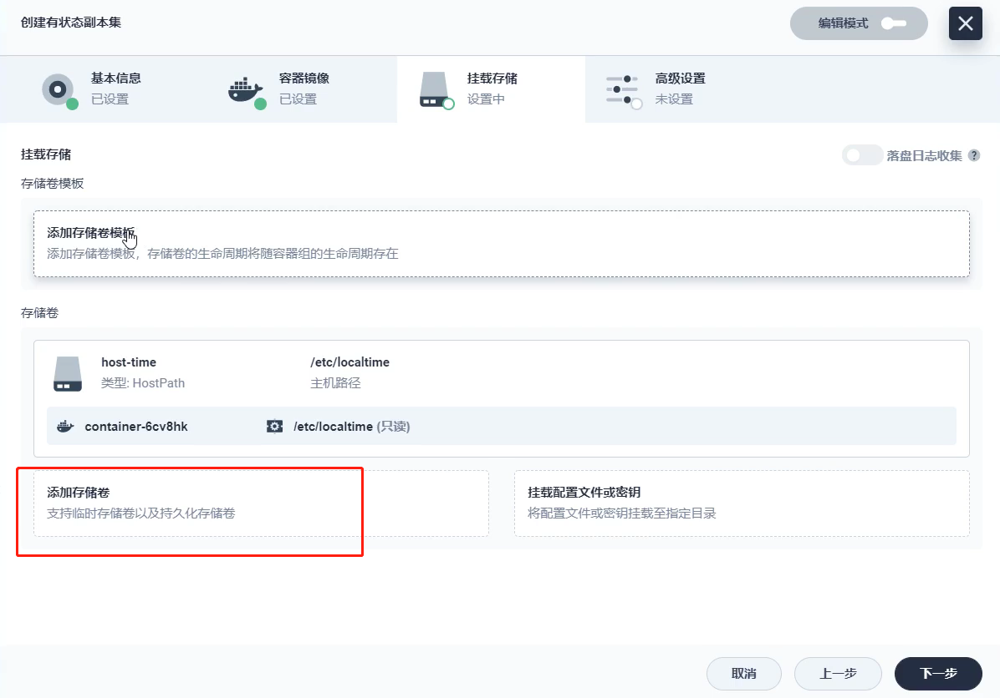 创建有状态副本集
编辑模式
基本信息
已设置
容器镜像
已设置
挂载存储
设置中
高级设置
未设置
挂载存储
落盘日志收集 ?
存储卷模板
添加存储卷模板
添加存储卷模板，存储卷的生命周期将随容器组的生命周期存在
存储卷
host-time
类型: HostPath
/etc/localtime
主机路径
container-6cv8hk
/etc/localtime (只读)
添加存储卷
支持临时存储卷以及持久化存储卷
挂载配置文件或密钥
将配置文件或密钥挂载至指定目录
取消
上一步
下一步